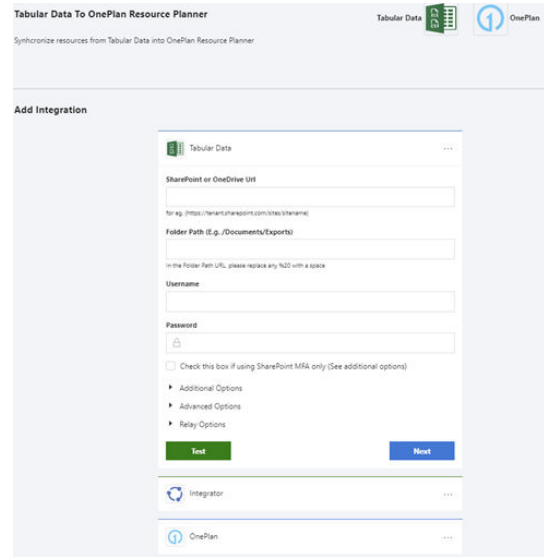 Tabular Data To OnePlan Resource Planner
Tabular Data
OnePlan
Synhcronize resources from Tabular Data into OnePlan Resource Planner
Add Integration
Tabular Data
SharePoint or OneDrive Url
for eg. (https://tenant.sharepoint.com/sites/sitename)
Folder Path (E.g. /Documents/Exports)
In the Folder Path URL, please replace any %20 with a space
Username
Password
Check this box if using SharePoint MFA only (See additional options)
Additional Options
Advanced Options
Relay Options
Test
Next
Integrator
OnePlan